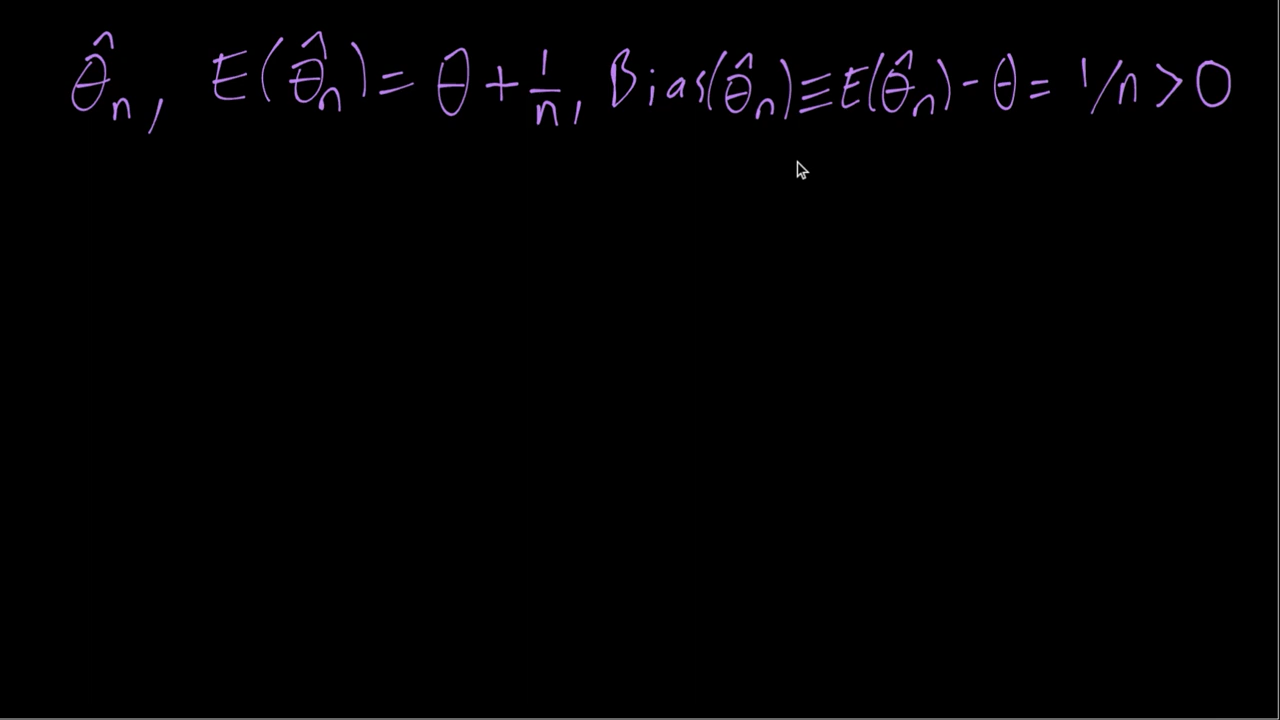 θ̂ₙ, E(θ̂ₙ) = θ + 1/n, Bias(θ̂ₙ) ≡ E(θ̂ₙ) - θ = 1/n > 0